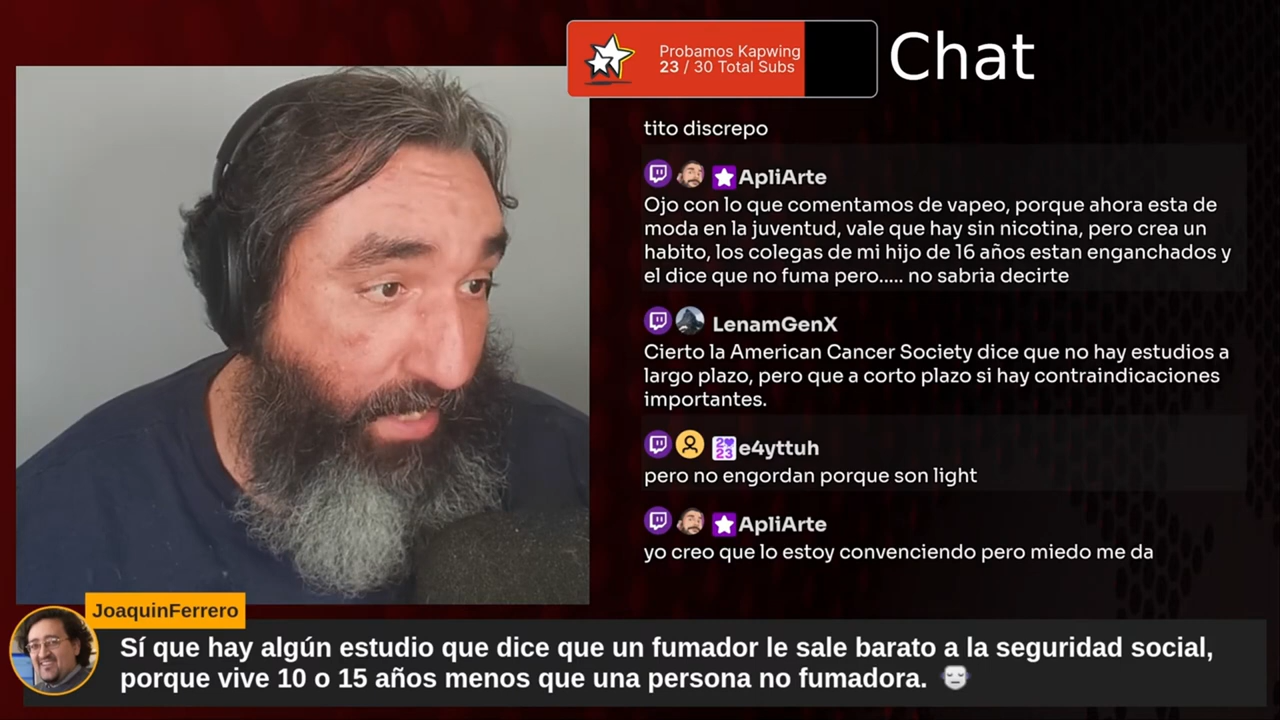 Probamos Kapwing
23 / 30 Total Subs
Chat
tito discrepo
ApliArte
Ojo con lo que comentamos de vapeo, porque ahora esta de
moda en la juventud, vale que hay sin nicotina, pero crea un
habito, los colegas de mi hijo de 16 años estan enganchados y
el dice que no fuma pero..... no sabria decirte
LenamGenX
Cierto la American Cancer Society dice que no hay estudios a
largo plazo, pero que a corto plazo si hay contraindicaciones
importantes.
2023
e4yttuh
pero no engordan porque son light
ApliArte
yo creo que lo estoy convenciendo pero miedo me da
JoaquinFerrero
Sí que hay algún estudio que dice que un fumador le sale barato a la seguridad social,
porque vive 10 o 15 años menos que una persona no fumadora.